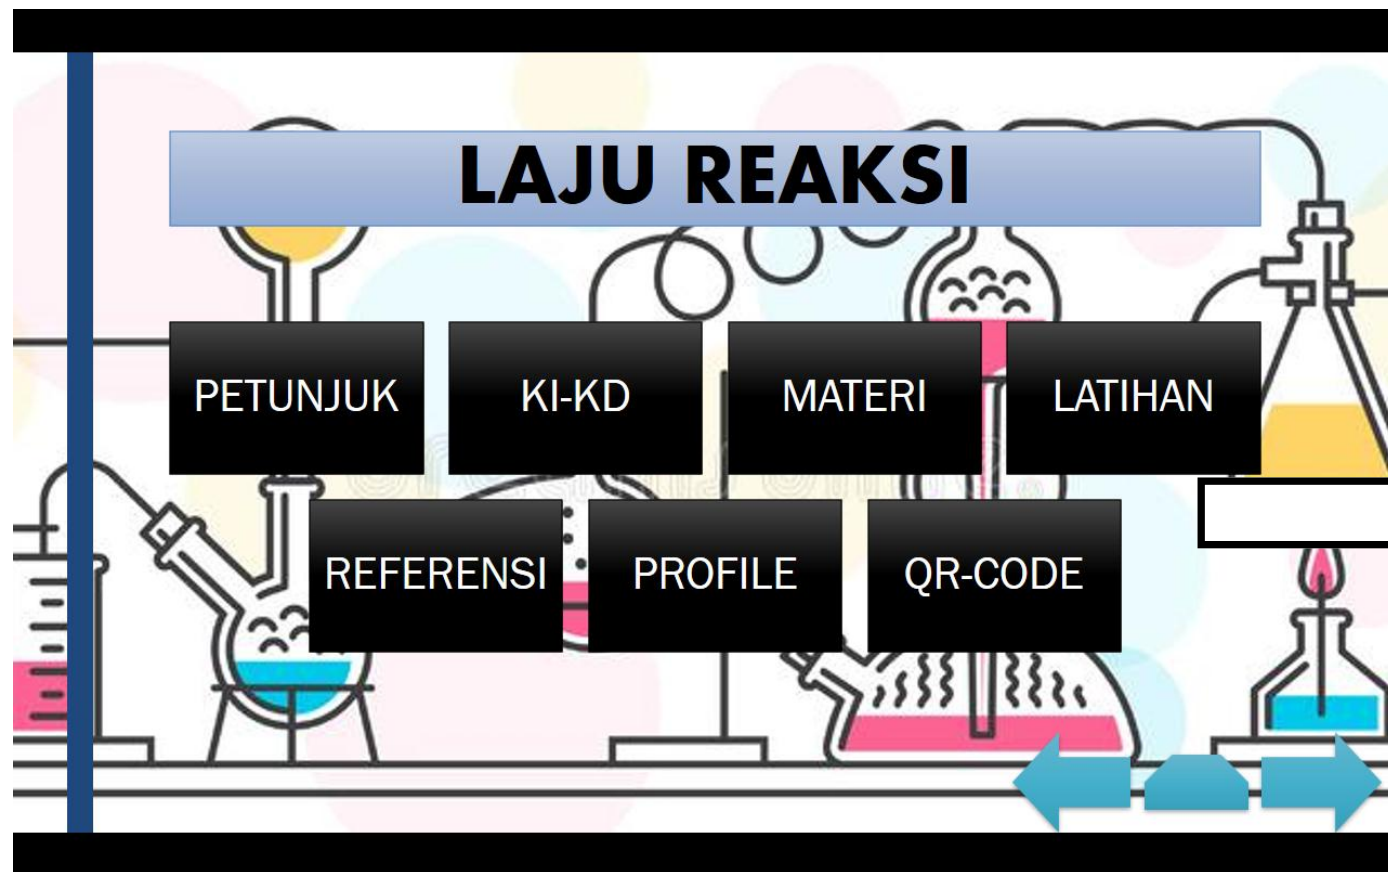 LAJU REAKSI
PETUNJUK
KI-KD
MATERI
LATIHAN
REFERENSI
PROFILE
QR-CODE